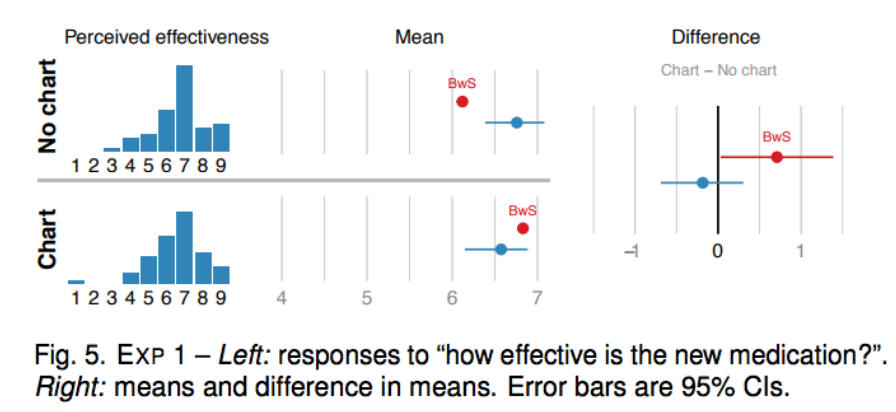 Perceived effectiveness Mean Difference
Chart – No chart
No chart
BwS
BwS
1 2 3 4 5 6 7 8 9
Chart
BwS
–1 0 1
1 2 3 4 5 6 7 8 9 4 5 6 7
Fig. 5. EXP 1 – Left: responses to “how effective is the new medication?”.
Right: means and difference in means. Error bars are 95% CIs.